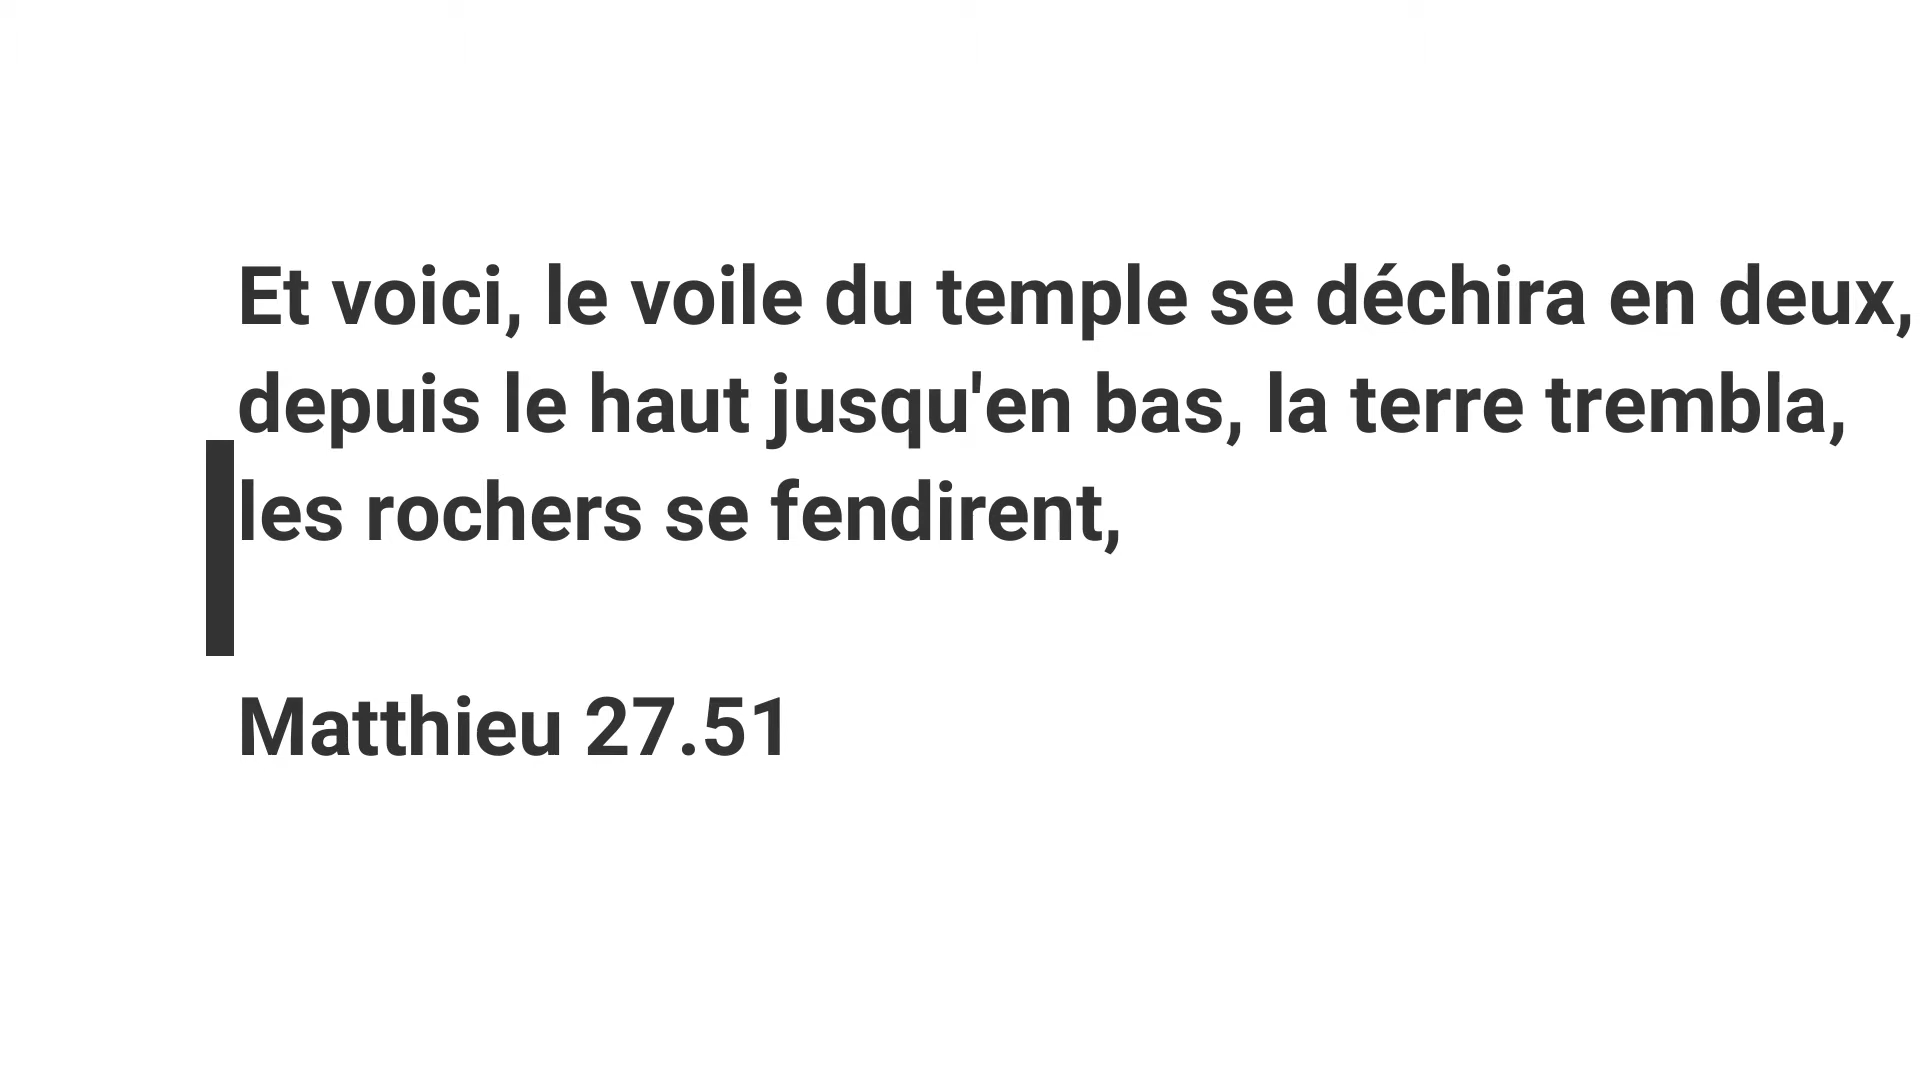 Et voici, le voile du temple se déchira en deux,
depuis le haut jusqu'en bas, la terre trembla,
les rochers se fendirent,
Matthieu 27.51